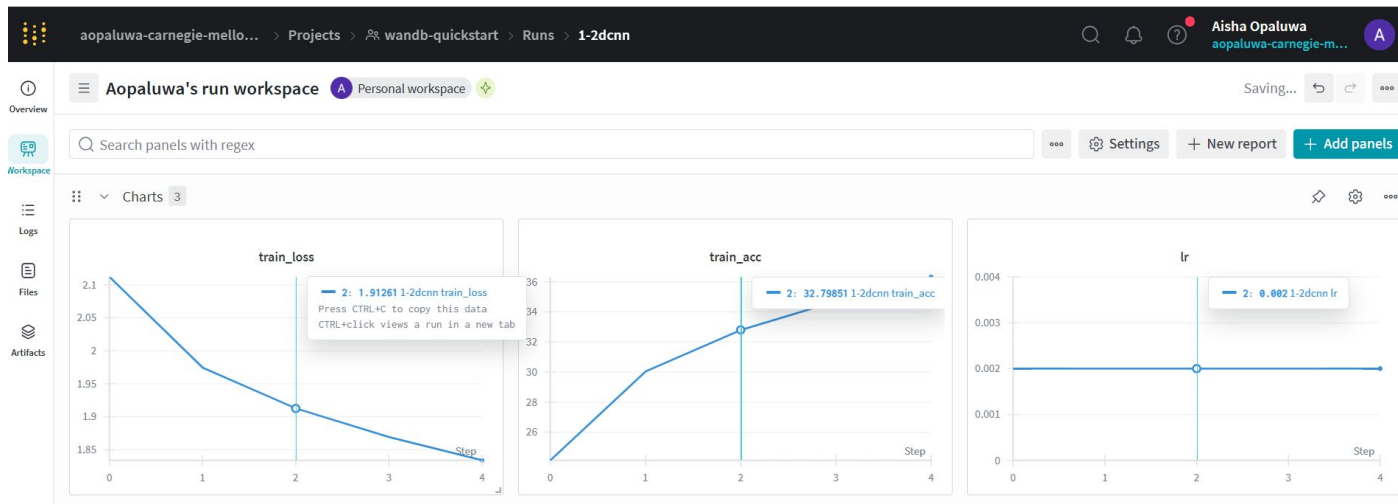 aopaluwa-carnegie-mello... > Projects > wandb-quickstart > Runs > 1-2dcnn
Aisha Opaluwa
aopaluwa-carnegie-m...
A
Overview
Workspace
Logs
Files
Artifacts
Aopaluwa's run workspace A Personal workspace
Saving...
Search panels with regex
Settings
+ New report
+ Add panels
Charts 3
train_loss
2.1
2.05
2
1.95
1.9
1.85
2: 1.91261 1-2dcnn train_loss
Press CTRL+C to copy this data
CTRL+click views a run in a new tab
Step
0 1 2 3 4
train_acc
36
34
32
30
28
26
2: 32.79851 1-2dcnn train_acc
Step
0 1 2 3 4
lr
0.004
0.003
0.002
0.001
0
2: 0.002 1-2dcnn lr
Step
0 1 2 3 4